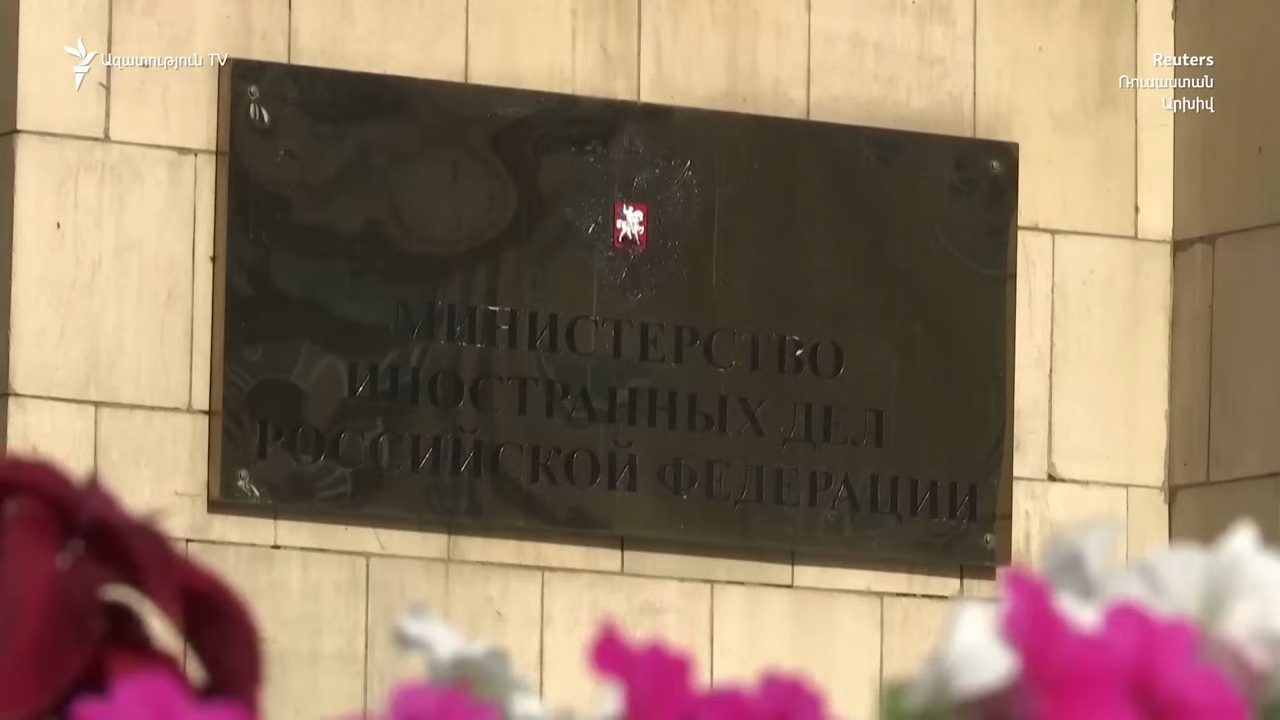 Ազատություն TV
Reuters
Ռուսաստան
Արխիվ
МИНИСТЕРСТВО
ИНОСТРАННЫХ ДЕЛ
РОССИЙСКОЙ ФЕДЕРАЦИИ